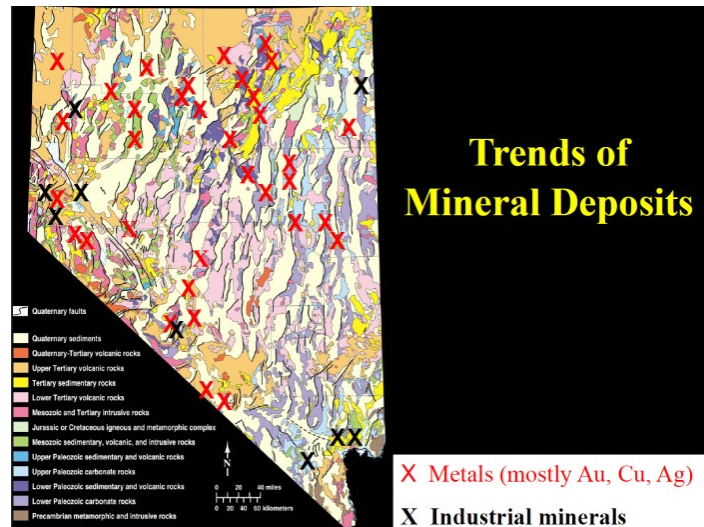 Trends of
Mineral Deposits
Quaternary faults
Quaternary sediments
Quaternary-Tertiary volcanic rocks
Upper Tertiary volcanic rocks
Tertiary sedimentary rocks
Lower Tertiary volcanic rocks
Mesozoic and Tertiary intrusive rocks
Jurassic or Cretaceous igneous and metamorphic complex
Mesozoic sedimentary, volcanic, and intrusive rocks
Upper Paleozoic sedimentary and volcanic rocks
Upper Paleozoic carbonate rocks
Lower Paleozoic sedimentary and volcanic rocks
Lower Paleozoic carbonate rocks
Precambrian metamorphic and intrusive rocks
N
0 20 40 miles
0 20 40 60 kilometers
X Metals (mostly Au, Cu, Ag)
X Industrial minerals